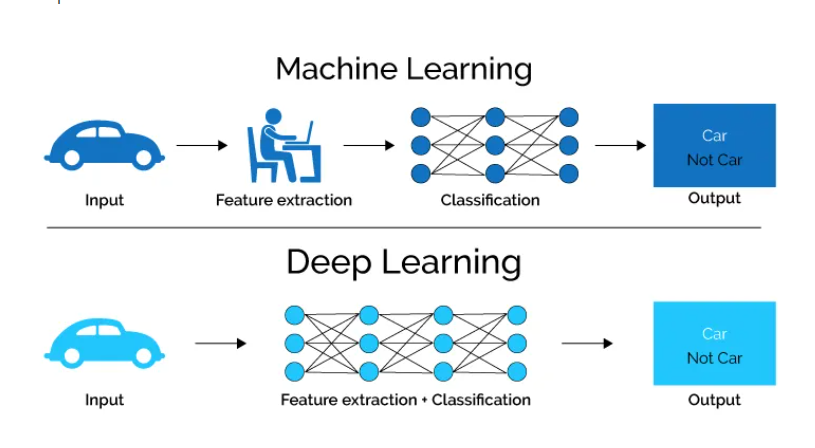 Machine Learning
Car
Not Car
Input
Feature extraction
Classification
Output
Deep Learning
Car
Not Car
Input
Feature extraction + Classification
Output